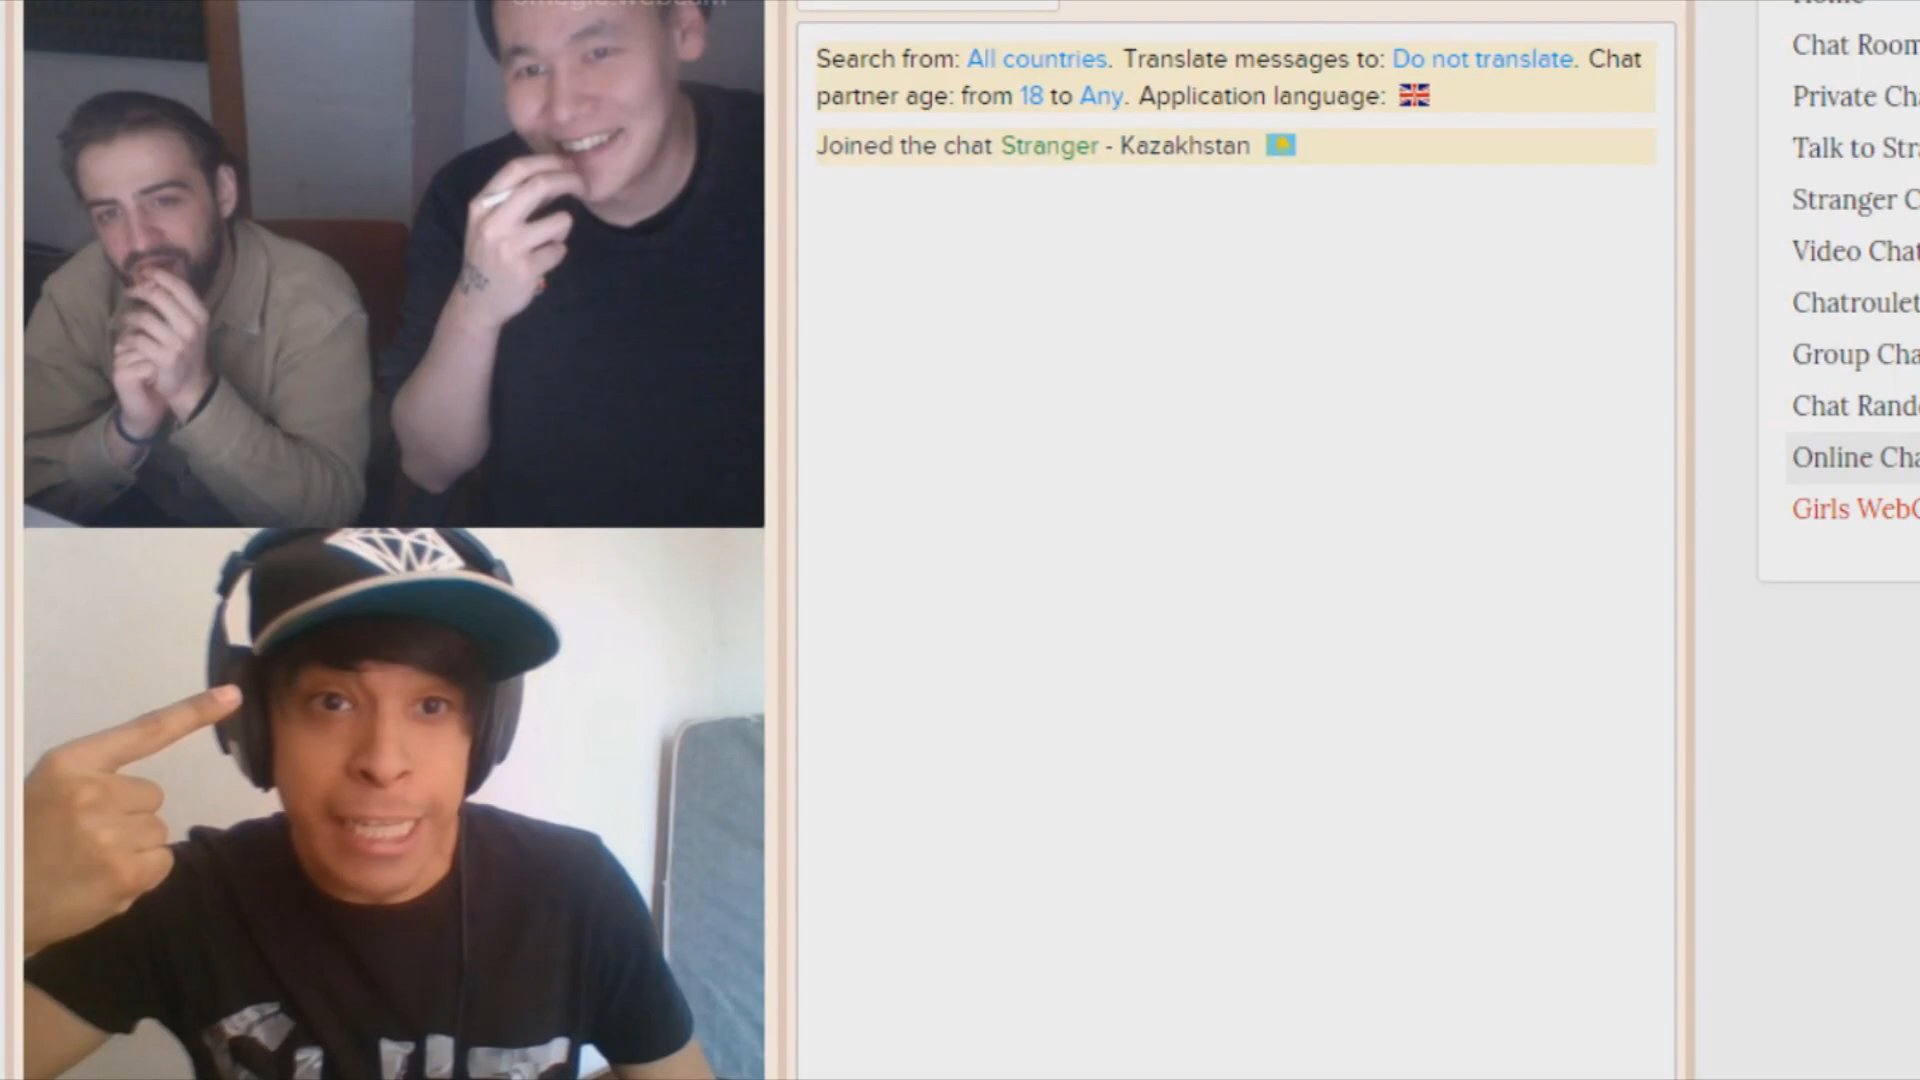 Search from: All countries. Translate messages to: Do not translate. Chat
partner age: from 18 to Any. Application language:
Joined the chat Stranger - Kazakhstan
Home
Chat Room
Private Cha
Talk to Stra
Stranger C
Video Chat
Chatroulet
Group Cha
Chat Rando
Online Cha
Girls WebC